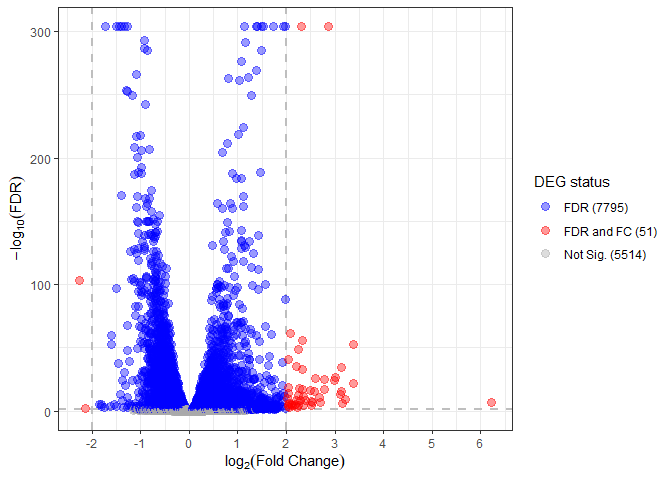 300
200
100
0
-2 -1 0 1 2 3 4 5 6
−log10(FDR)
log2(Fold Change)
DEG status
FDR (7795)
FDR and FC (51)
Not Sig. (5514)